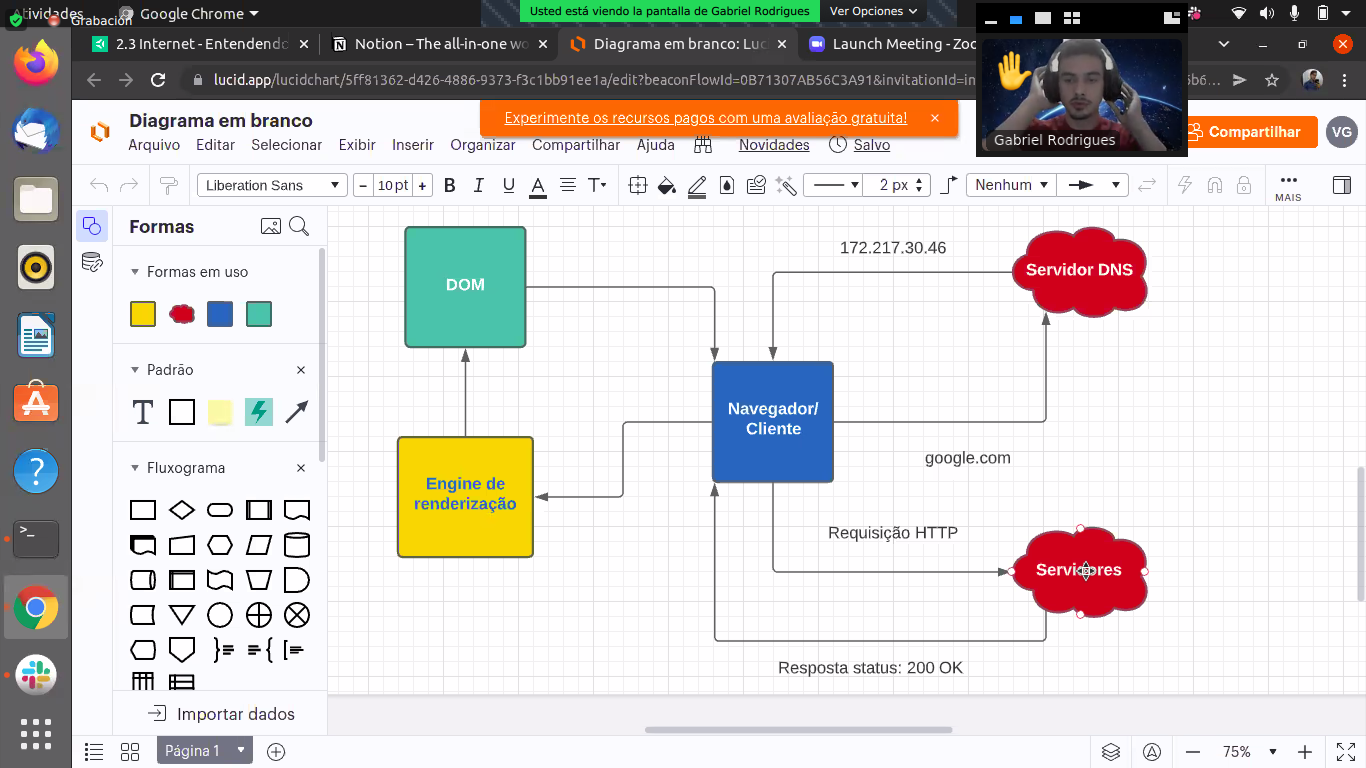 Actividades
Google Chrome
Grabación
Usted está viendo la pantalla de Gabriel Rodrigues
Ver Opciones
2.3 Internet - Entendendo
Notion – The all-in-one wo
Diagrama em branco: Luc
Launch Meeting - Zoo
lucid.app/lucidchart/5ff81362-d426-4886-9373-f3c1bb91ee1a/edit?beaconFlowId=0B71307AB56C3A91&invitationId=in
Gabriel Rodrigues
Diagrama em branco
Experimente os recursos pagos com uma avaliação gratuita!
Arquivo Editar Selecionar Exibir Inserir Organizar Compartilhar Ajuda Novidades Salvo
Compartilhar
VG
Liberation Sans
10 pt
B I U A T
2 px
Nenhum
MAIS
Formas
Formas em uso
Padrão
T
Fluxograma
Importar dados
DOM
172.217.30.46
Servidor DNS
Navegador/
Cliente
google.com
Engine de
renderização
Requisição HTTP
Servidores
Resposta status: 200 OK
Página 1
75%